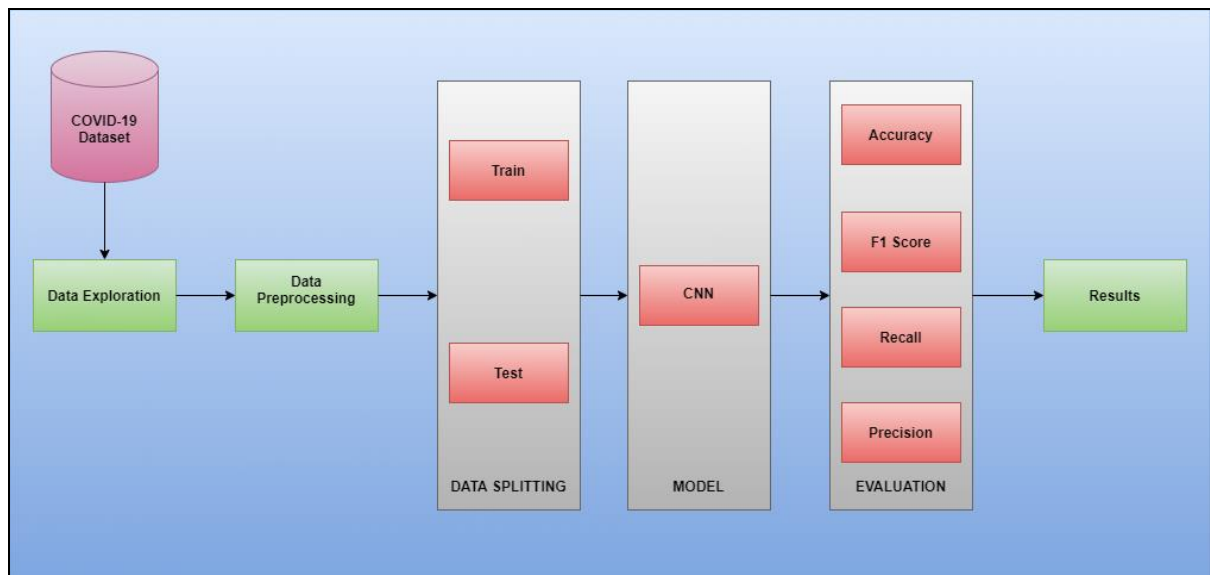 COVID-19
Dataset
Data Exploration
Data
Preprocessing
Train
Test
DATA SPLITTING
CNN
MODEL
Accuracy
F1 Score
Recall
Precision
EVALUATION
Results